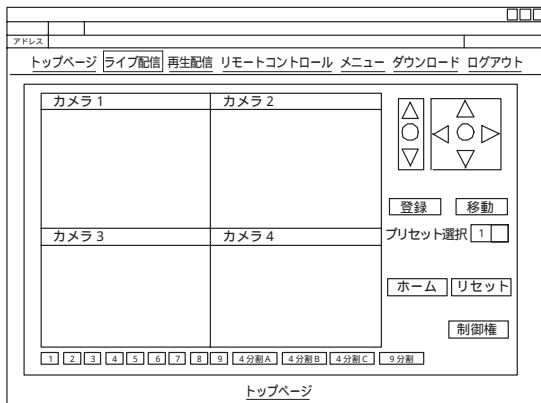 アドレス
トップページ ライブ配信 再生配信 リモートコントロール メニュー ダウンロード ログアウト
カメラ1 カメラ2
登録 移動
プリセット選択 1
カメラ3 カメラ4
ホーム リセット
制御権
1 2 3 4 5 6 7 8 9 4分割A 4分割B 4分割C 9分割
トップページ